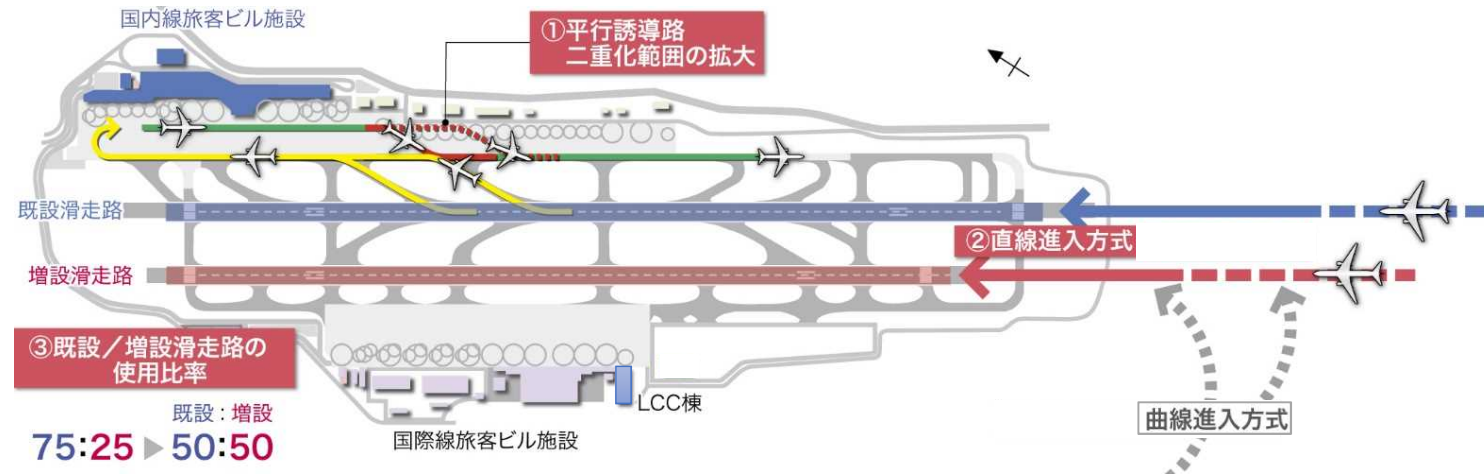 国内線旅客ビル施設
①平行誘導路
二重化範囲の拡大
既設滑走路
②直線進入方式
増設滑走路
③既設／増設滑走路の
使用比率
既設:増設
75:25▶50:50
LCC棟
国際線旅客ビル施設
曲線進入方式